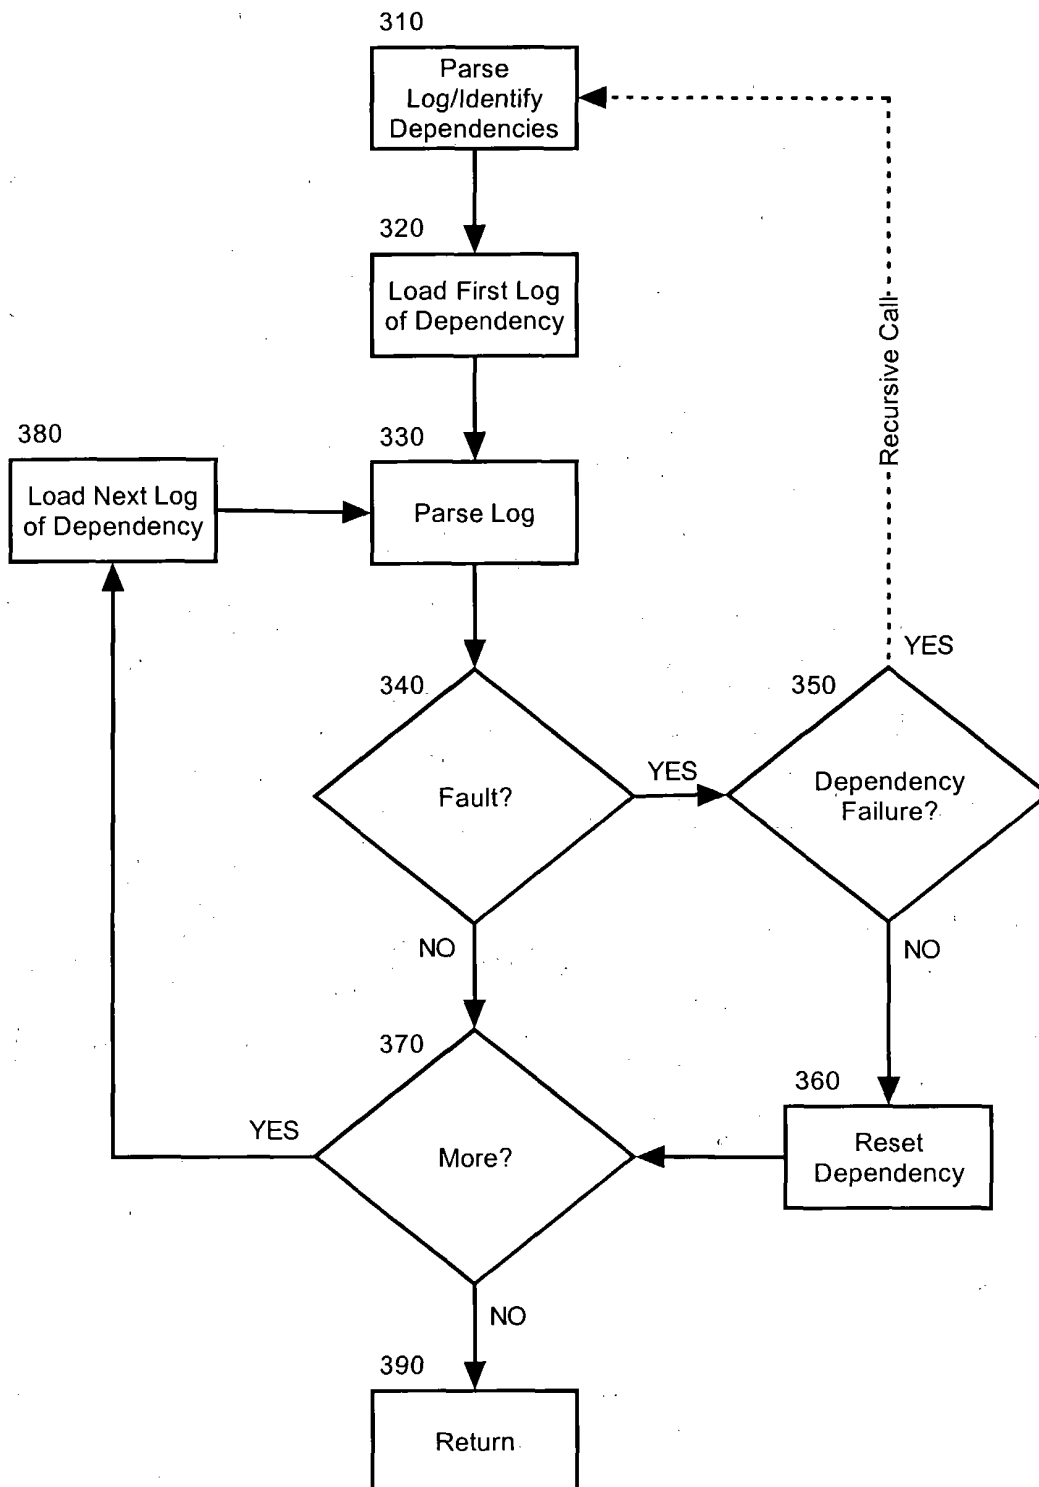 310
Parse
Log/Identify
Dependencies
320
Load First Log
of Dependency
Recursive Call
380
Load Next Log
of Dependency
330
Parse Log
340
Fault?
YES
350
YES
Dependency
Failure?
NO
NO
370
More?
YES
360
Reset
Dependency
NO
390
Return